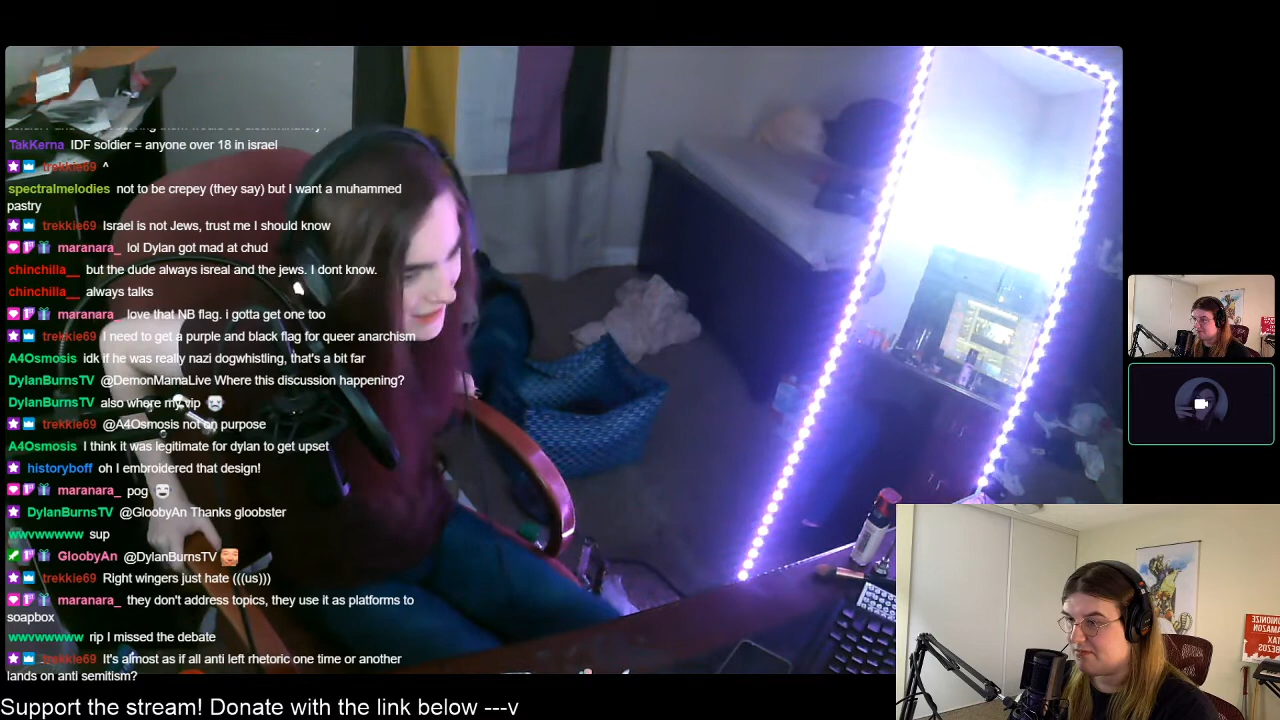 TakKerna IDF soldier = anyone over 18 in israel
trekkie69 ^
spectralmelodies not to be crepey (they say) but I want a muhammed
pastry
trekkie69 Israel is not Jews, trust me I should know
maranara_ lol Dylan got mad at chud
chinchilla__ but the dude always isreal and the jews. I dont know.
chinchilla__ always talks
maranara_ love that NB flag. i gotta get one too
trekkie69 I need to get a purple and black flag for queer anarchism
A4Osmosis idk if he was really nazi dogwhistling, that's a bit far
DylanBurnsTV @DemonMamaLive Where this discussion happening?
DylanBurnsTV also where my vip
trekkie69 @A4Osmosis not on purpose
A4Osmosis I think it was legitimate for dylan to get upset
historyboff oh I embroidered that design!
maranara_ pog
DylanBurnsTV @GloobyAn Thanks gloobster
wwvwwwww sup
GloobyAn @DylanBurnsTV
trekkie69 Right wingers just hate (((us)))
maranara_ they don't address topics, they use it as platforms to
soapbox
wwvwwwww rip I missed the debate
trekkie69 It's almost as if all anti left rhetoric one time or another
lands on anti semitism?
Support the stream! Donate with the link below ---v
UNIONIZE
AMAZON
TAX
BEZOS